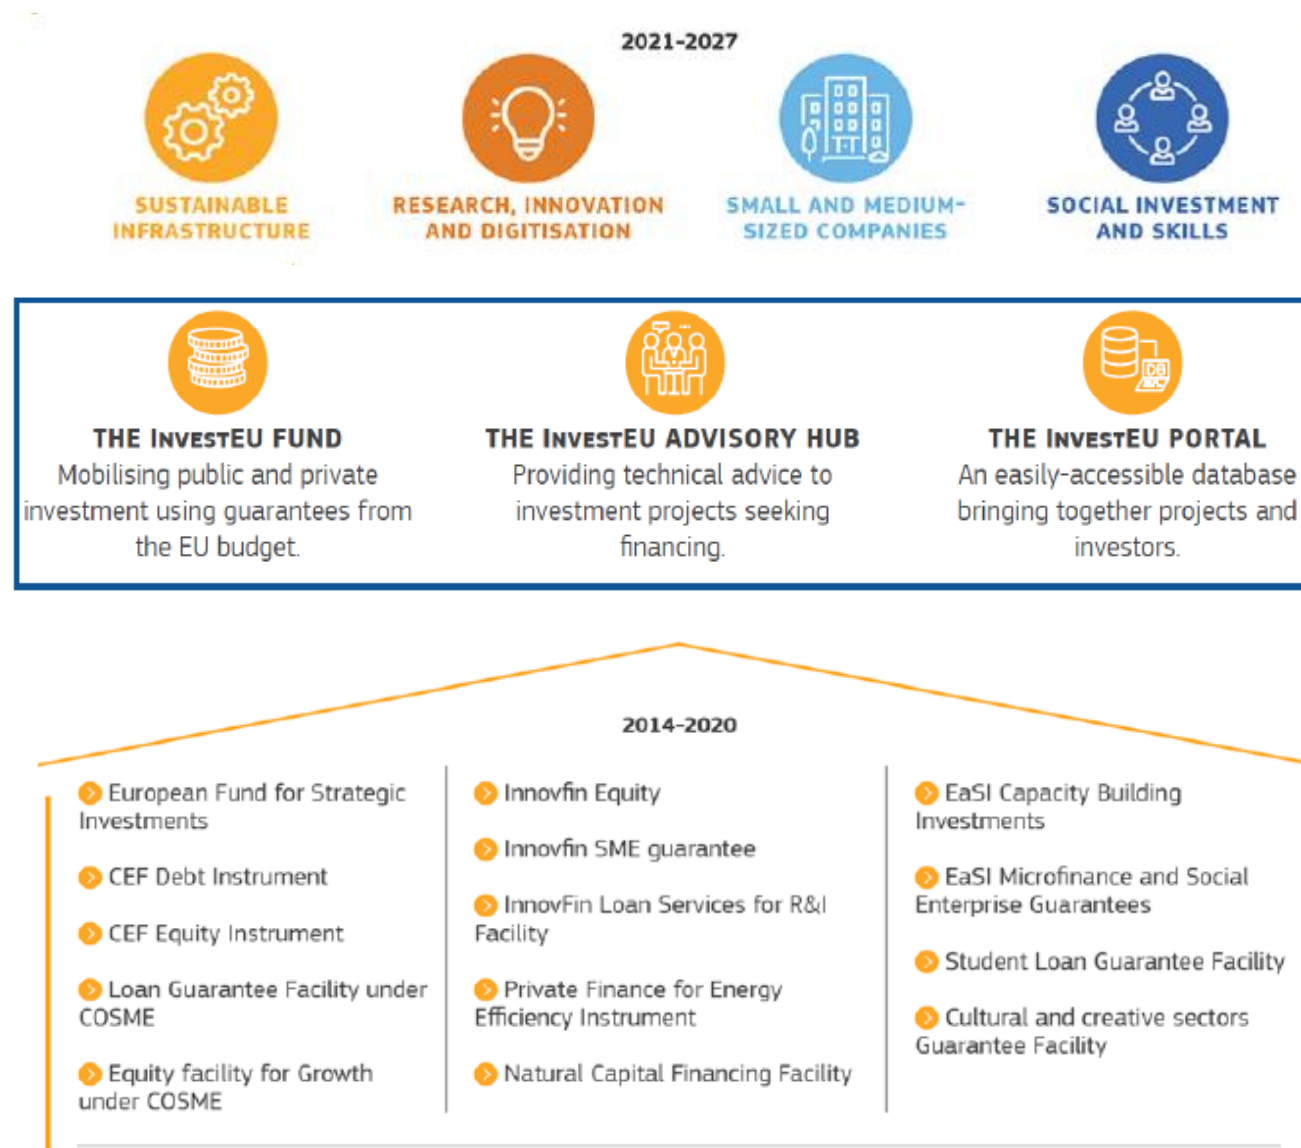 2021-2027
SUSTAINABLE
INFRASTRUCTURE
RESEARCH, INNOVATION
AND DIGITISATION
SMALL AND MEDIUM-
SIZED COMPANIES
SOCIAL INVESTMENT
AND SKILLS
THE INVESTEU FUND
Mobilising public and private
investment using guarantees from
the EU budget.
THE INVESTEU ADVISORY HUB
Providing technical advice to
investment projects seeking
financing.
DB
THE INVESTEU PORTAL
An easily-accessible database
bringing together projects and
investors.
2014-2020
European Fund for Strategic
Investments
CEF Debt Instrument
CEF Equity Instrument
Loan Guarantee Facility under
COSME
Equity facility for Growth
under COSME
Innovfin Equity
Innovfin SME guarantee
InnovFin Loan Services for R&I
Facility
Private Finance for Energy
Efficiency Instrument
Natural Capital Financing Facility
EaSI Capacity Building
Investments
EaSI Microfinance and Social
Enterprise Guarantees
Student Loan Guarantee Facility
Cultural and creative sectors
Guarantee Facility